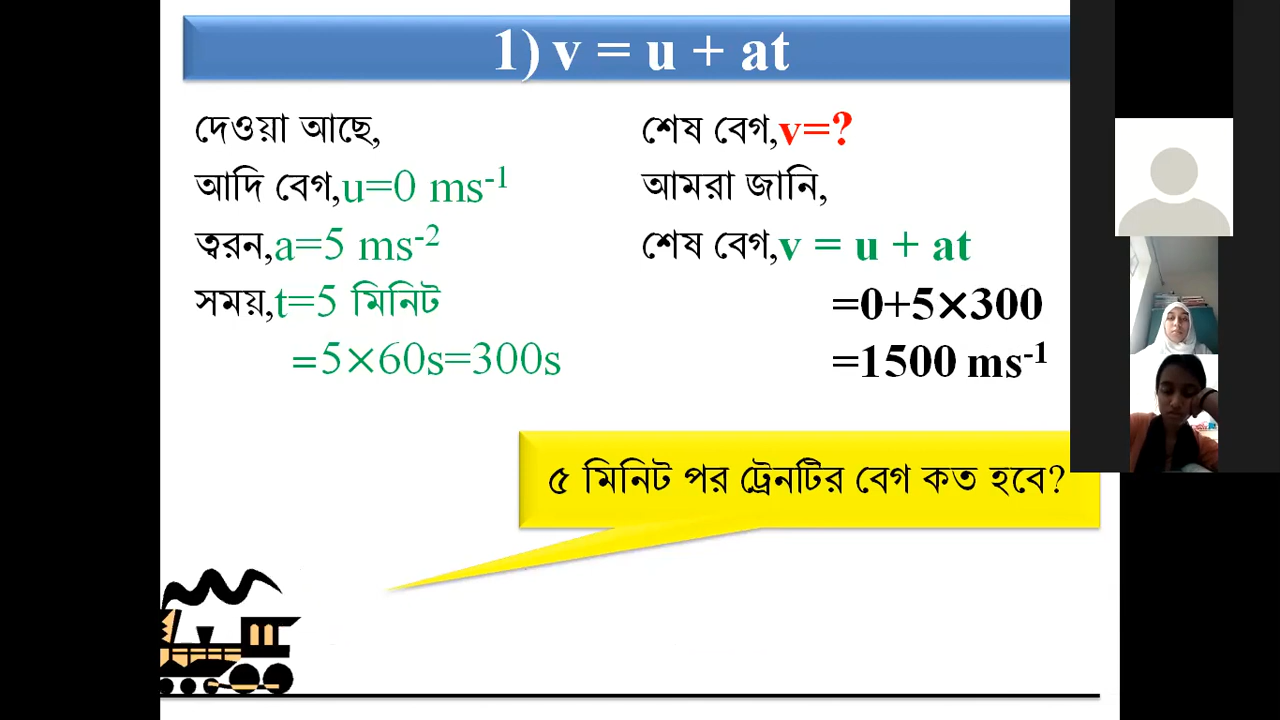 1) v = u + at
দেওয়া আছে,
আদি বেগ,u=0 ms⁻¹
ত্বরন,a=5 ms⁻²
সময়,t=5 মিনিট
=5×60s=300s
শেষ বেগ,v=?
আমরা জানি,
শেষ বেগ,v = u + at
=0+5×300
=1500 ms⁻¹
৫ মিনিট পর ট্রেনটির বেগ কত হবে?